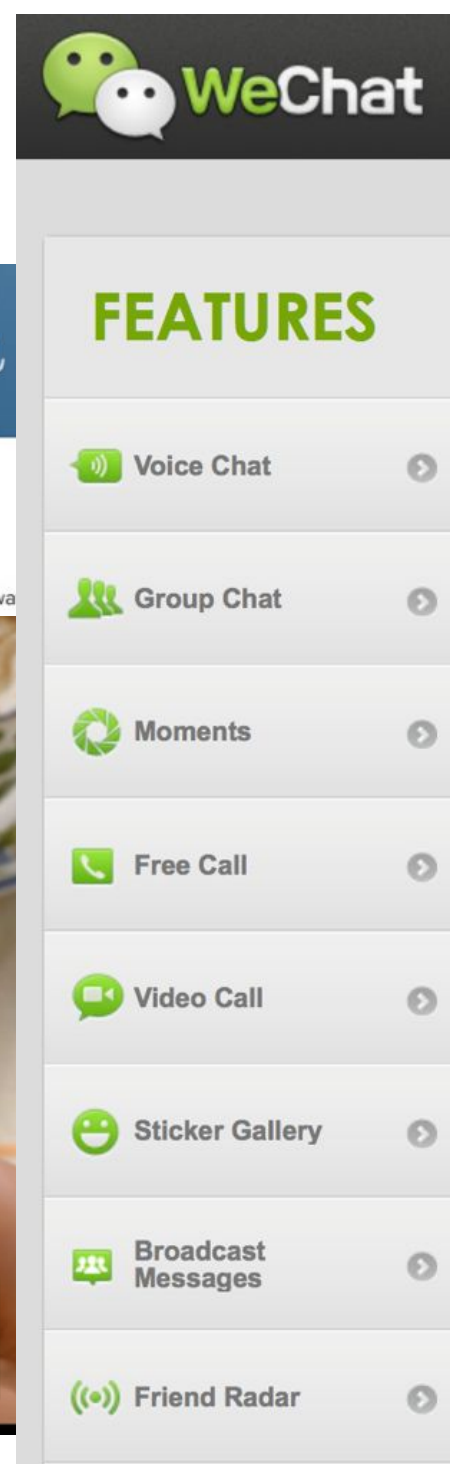 WeChat
FEATURES
Voice Chat
Group Chat
Moments
Free Call
Video Call
Sticker Gallery
Broadcast
Messages
Friend Radar